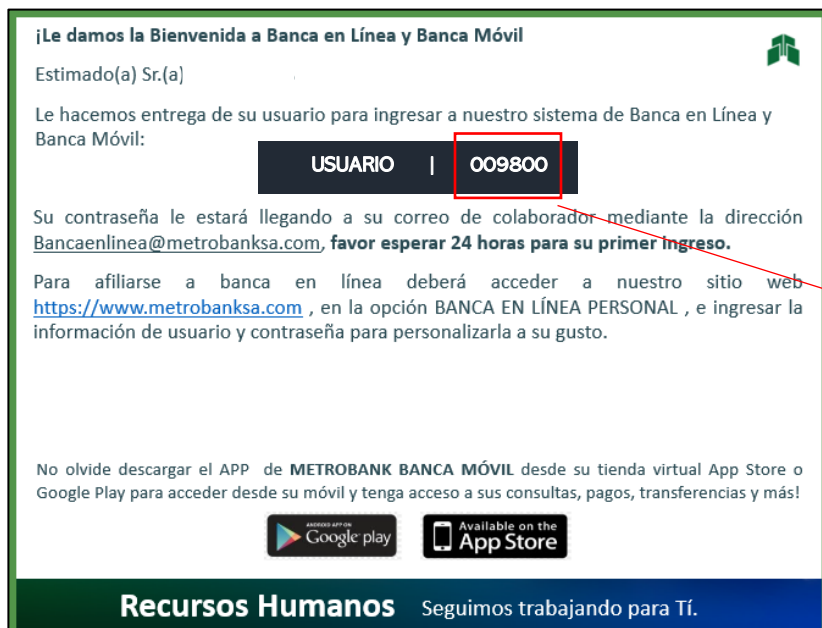 ¡Le damos la Bienvenida a Banca en Línea y Banca Móvil
Estimado(a) Sr.(a)
Le hacemos entrega de su usuario para ingresar a nuestro sistema de Banca en Línea y
Banca Móvil:
USUARIO | 009800
Su contraseña le estará llegando a su correo de colaborador mediante la dirección
Bancaenlinea@metrobanksa.com, favor esperar 24 horas para su primer ingreso.
Para afiliarse a banca en línea deberá acceder a nuestro sitio web
https://www.metrobanksa.com , en la opción BANCA EN LÍNEA PERSONAL , e ingresar la
información de usuario y contraseña para personalizarla a su gusto.
No olvide descargar el APP de METROBANK BANCA MÓVIL desde su tienda virtual App Store o
Google Play para acceder desde su móvil y tenga acceso a sus consultas, pagos, transferencias y más!
ANDROID APP ON
Google play
Available on the
App Store
Recursos Humanos Seguimos trabajando para Tí.